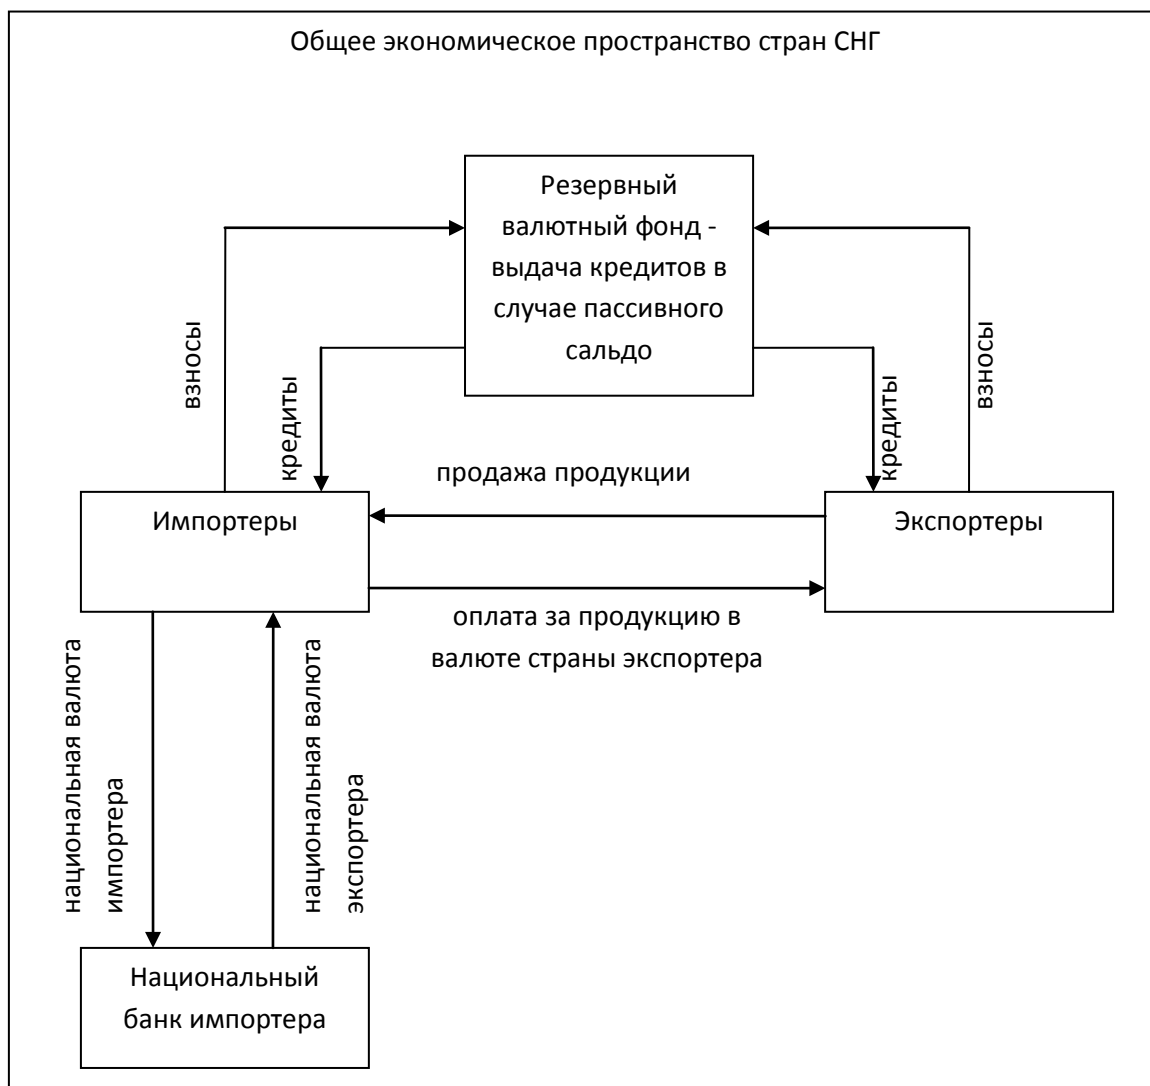 Общее экономическое пространство стран СНГ
Резервный
валютный фонд -
выдача кредитов в
случае пассивного
сальдо
взносы
кредиты
кредиты
взносы
продажа продукции
Импортеры
Экспортеры
оплата за продукцию в
валюте страны экспортера
национальная валюта
импортера
национальная валюта
экспортера
Национальный
банк импортера